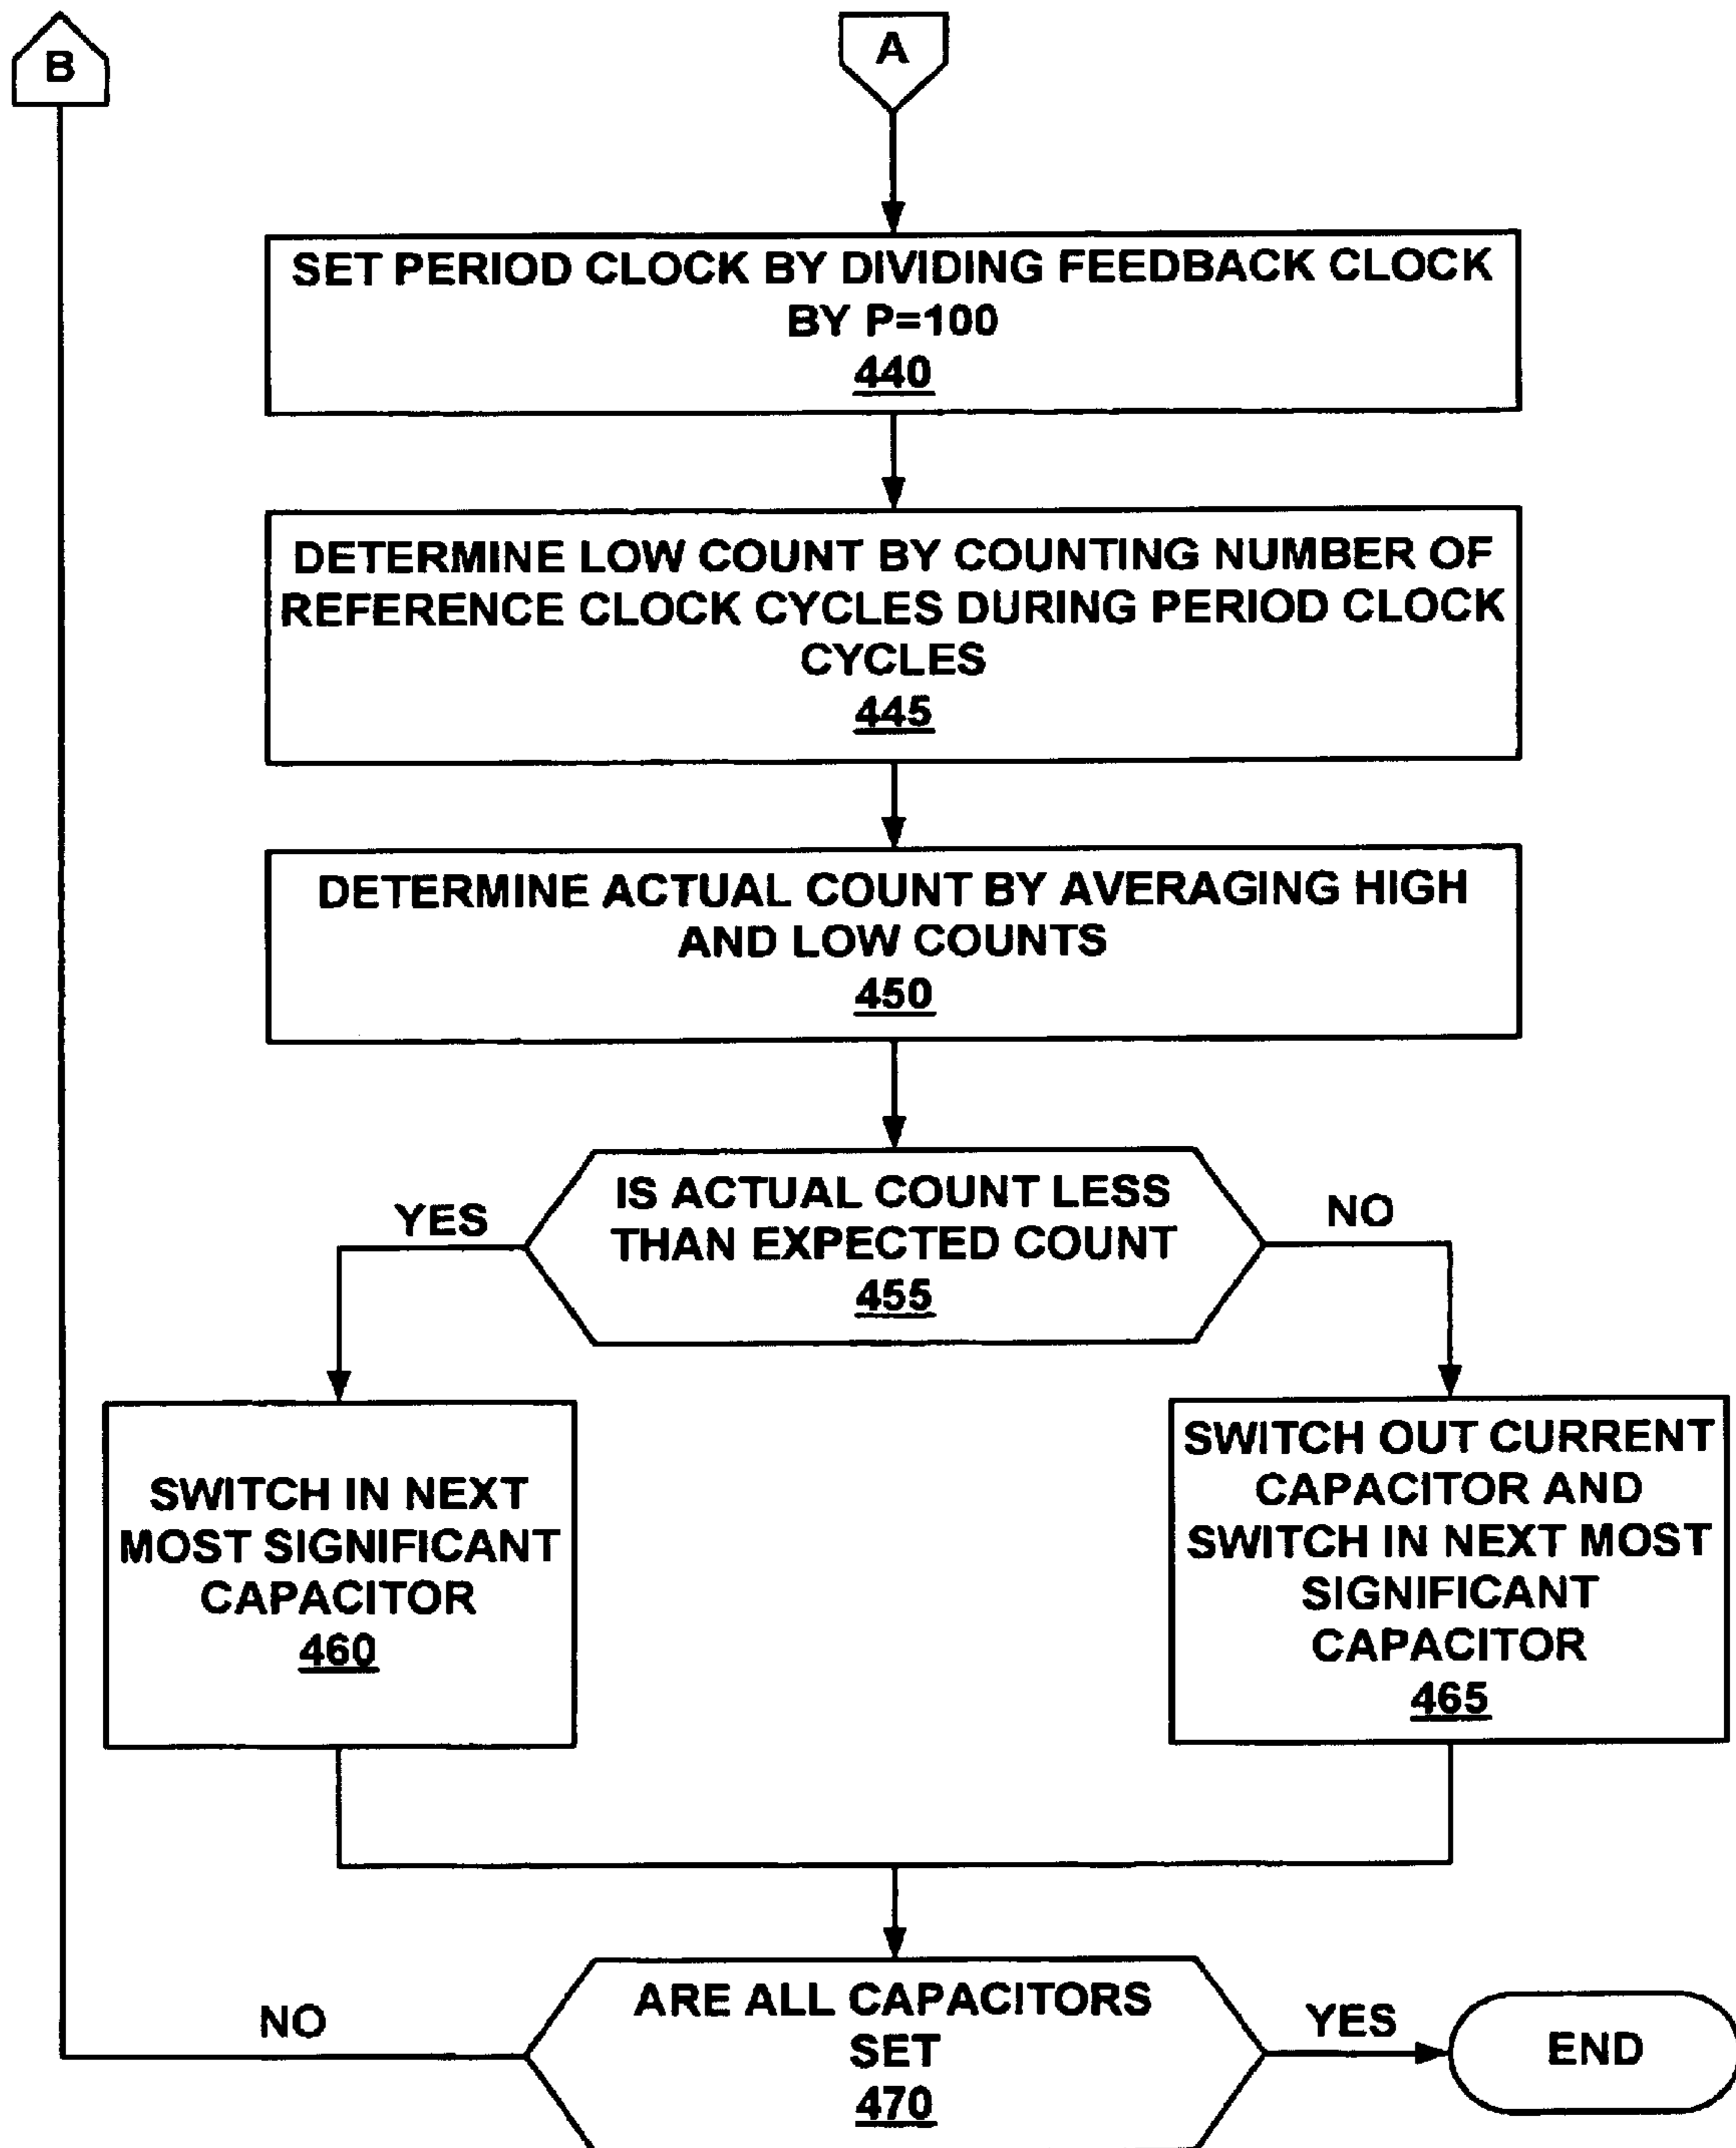 B
A
SET PERIOD CLOCK BY DIVIDING FEEDBACK CLOCK
BY P=100
440
DETERMINE LOW COUNT BY COUNTING NUMBER OF
REFERENCE CLOCK CYCLES DURING PERIOD CLOCK
CYCLES
445
DETERMINE ACTUAL COUNT BY AVERAGING HIGH
AND LOW COUNTS
450
IS ACTUAL COUNT LESS
THAN EXPECTED COUNT
455
YES
NO
SWITCH IN NEXT
MOST SIGNIFICANT
CAPACITOR
460
SWITCH OUT CURRENT
CAPACITOR AND
SWITCH IN NEXT MOST
SIGNIFICANT
CAPACITOR
465
ARE ALL CAPACITORS
SET
470
NO
YES
END